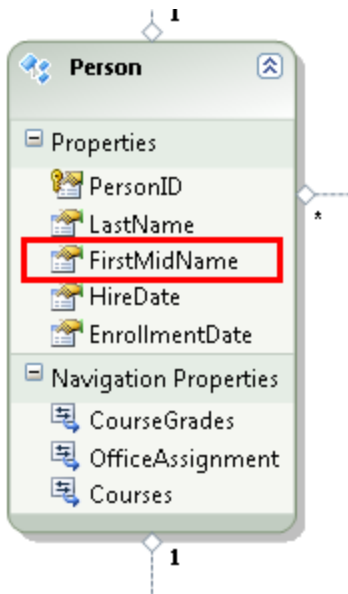 1
Person
Properties
PersonID
*
LastName
FirstMidName
HireDate
EnrollmentDate
Navigation Properties
CourseGrades
OfficeAssignment
Courses
1